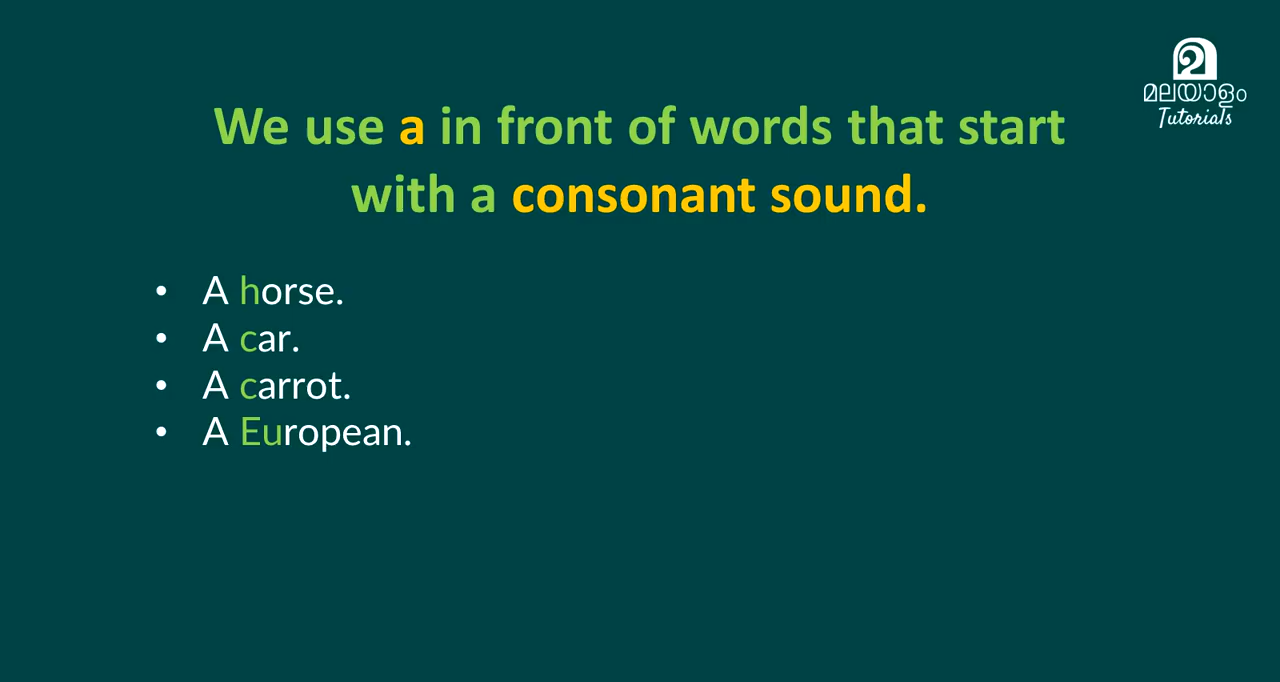 മലയാളം
Tutorials
We use a in front of words that start
with a consonant sound.
• A horse.
• A car.
• A carrot.
• A European.